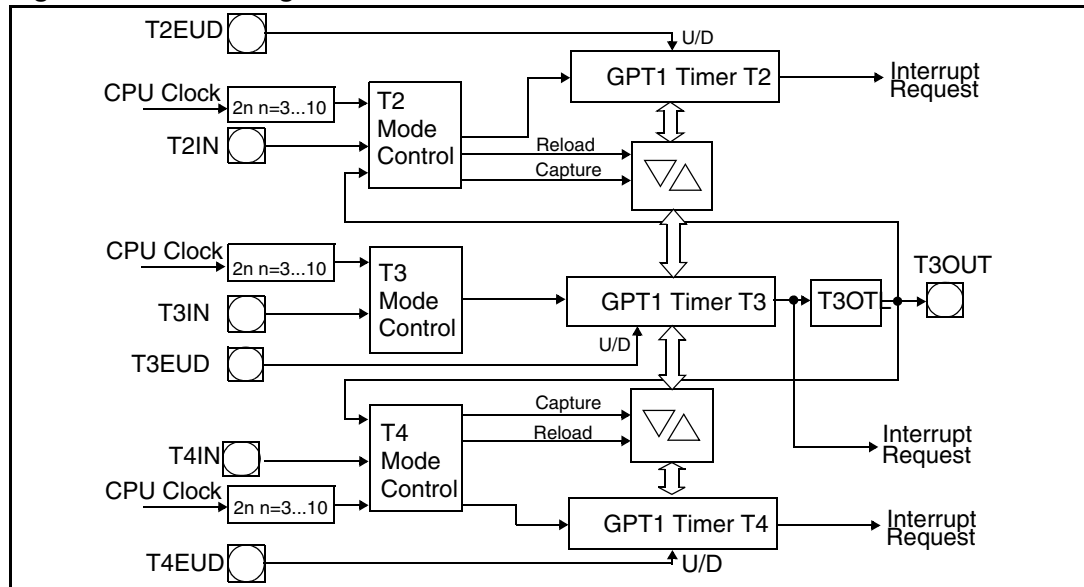 T2EUD
U/D
GPT1 Timer T2
Interrupt
Request
CPU Clock
2n n=3...10
T2
Mode
Control
T2IN
Reload
Capture
CPU Clock
2n n=3...10
T3
Mode
Control
T3IN
GPT1 Timer T3
T3OT
T3OUT
U/D
T3EUD
T4
Mode
Control
Capture
Reload
T4IN
Interrupt
Request
CPU Clock
2n n=3...10
GPT1 Timer T4
Interrupt
Request
T4EUD
U/D